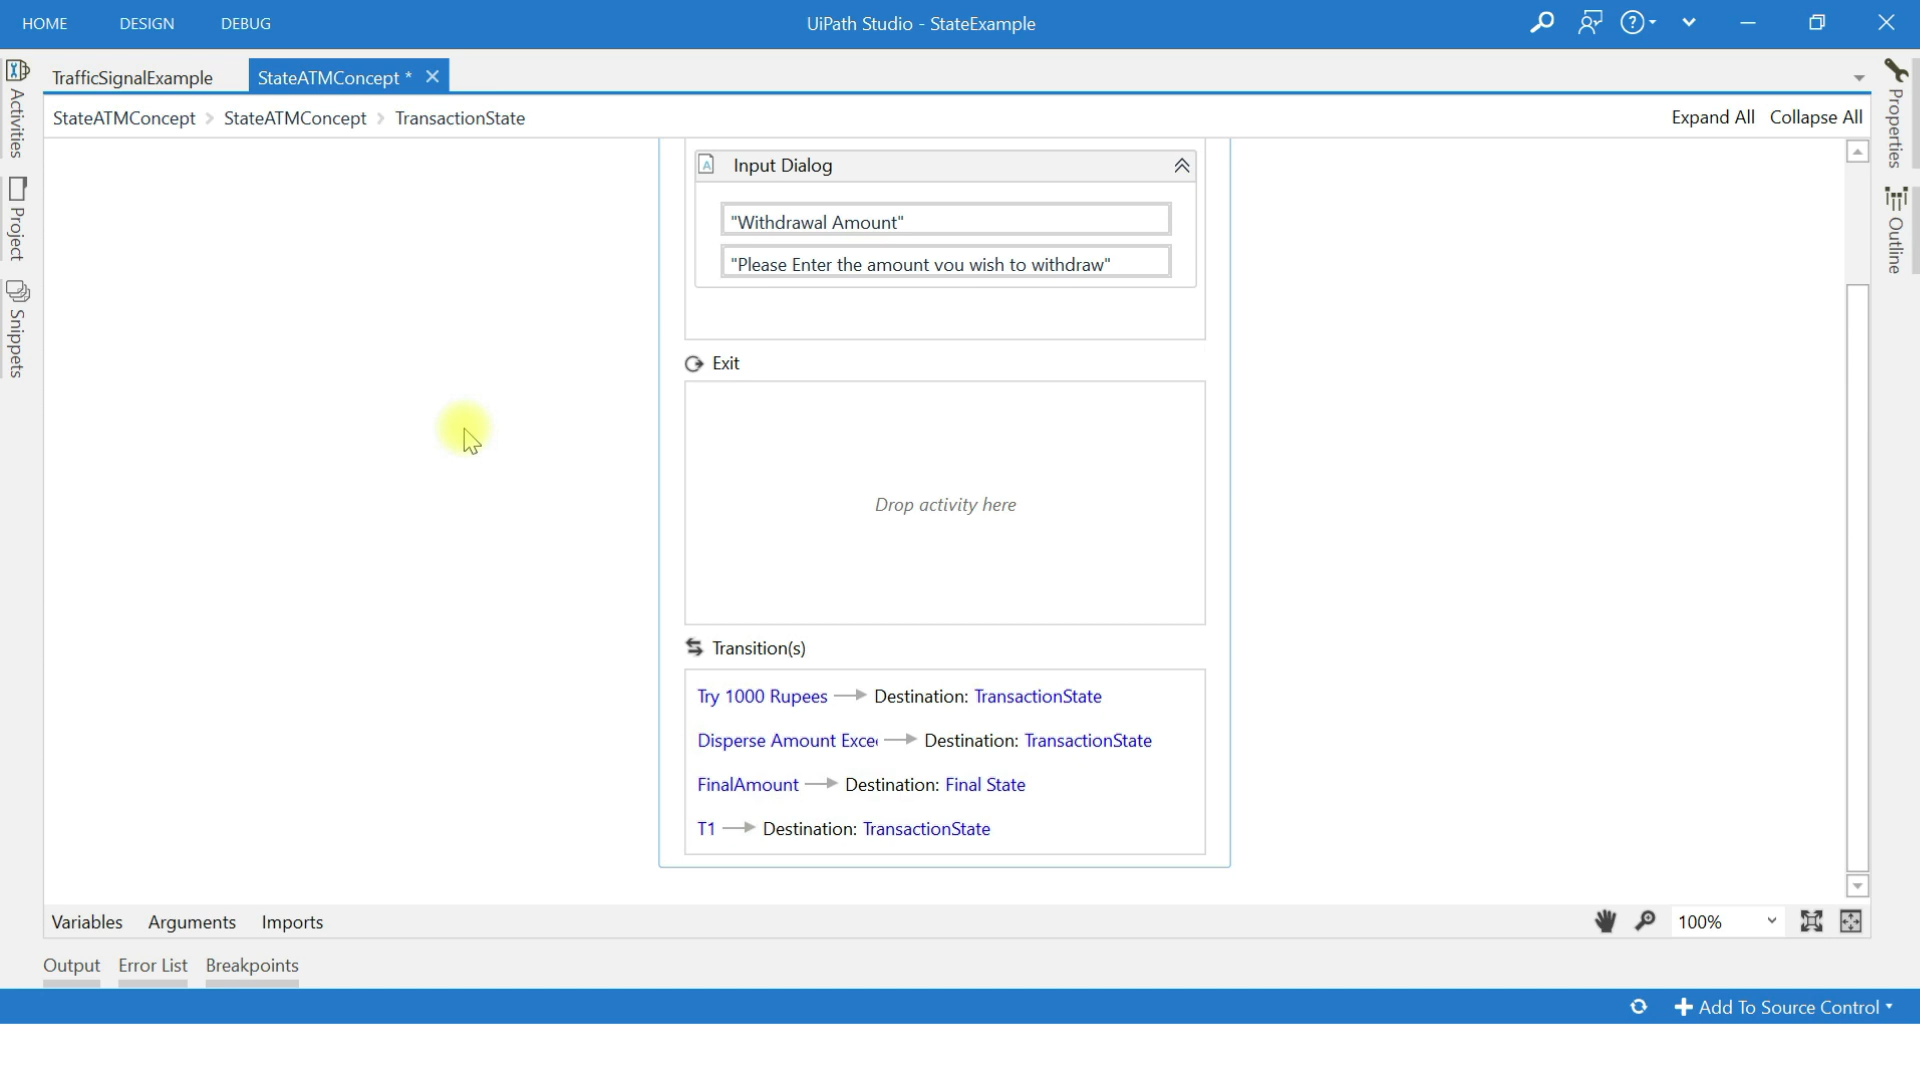 HOME DESIGN DEBUG UiPath Studio - StateExample
TrafficSignalExample StateATMConcept *
StateATMConcept StateATMConcept TransactionState Expand All Collapse All
Activities
Project
Snippets
Properties
Outline
Input Dialog
"Withdrawal Amount"
"Please Enter the amount you wish to withdraw"
Exit
Drop activity here
Transition(s)
Try 1000 Rupees Destination: TransactionState
Disperse Amount Exce Destination: TransactionState
FinalAmount Destination: Final State
T1 Destination: TransactionState
Variables Arguments Imports 100%
Output Error List Breakpoints
Add To Source Control